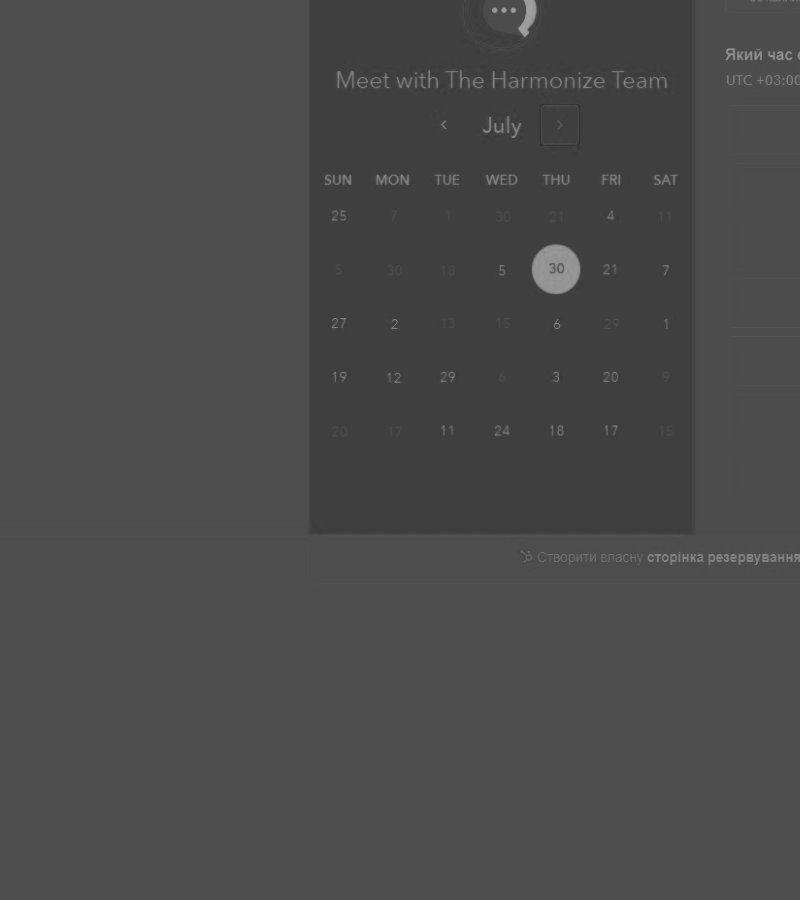 Який час
UTC +03:00
Meet with The Harmonize Team
July
SUN MON TUE WED THU FRI SAT
25 7 1 30 21 4 11
5 30 18 5 30 21 7
27 2 13 15 6 29 1
19 12 29 6 3 20 9
20 17 11 24 18 17 15
Створити власну сторінка резервування